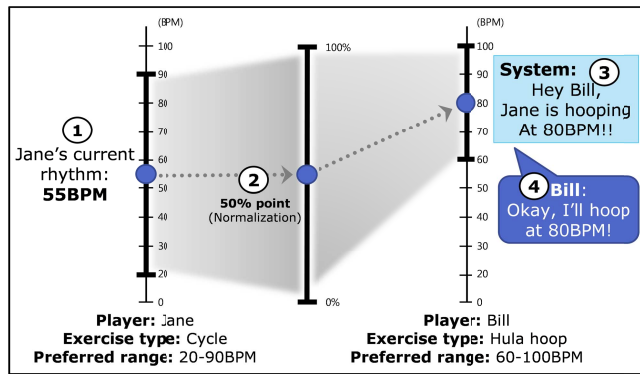 (BPM)
100
90
80
70
60
50
40
30
20
10
0
1
Jane's current
rhythm:
55BPM
Player: Jane
Exercise type: Cycle
Preferred range: 20-90BPM
100%
2
50% point
(Normalization)
0%
(BPM)
100
90
80
70
60
50
40
30
20
10
0
Player: Bill
Exercise type: Hula hoop
Preferred range: 60-100BPM
System: 3
Hey Bill,
Jane is hooping
At 80BPM!!
4 Bill:
Okay, I'll hoop
at 80BPM!